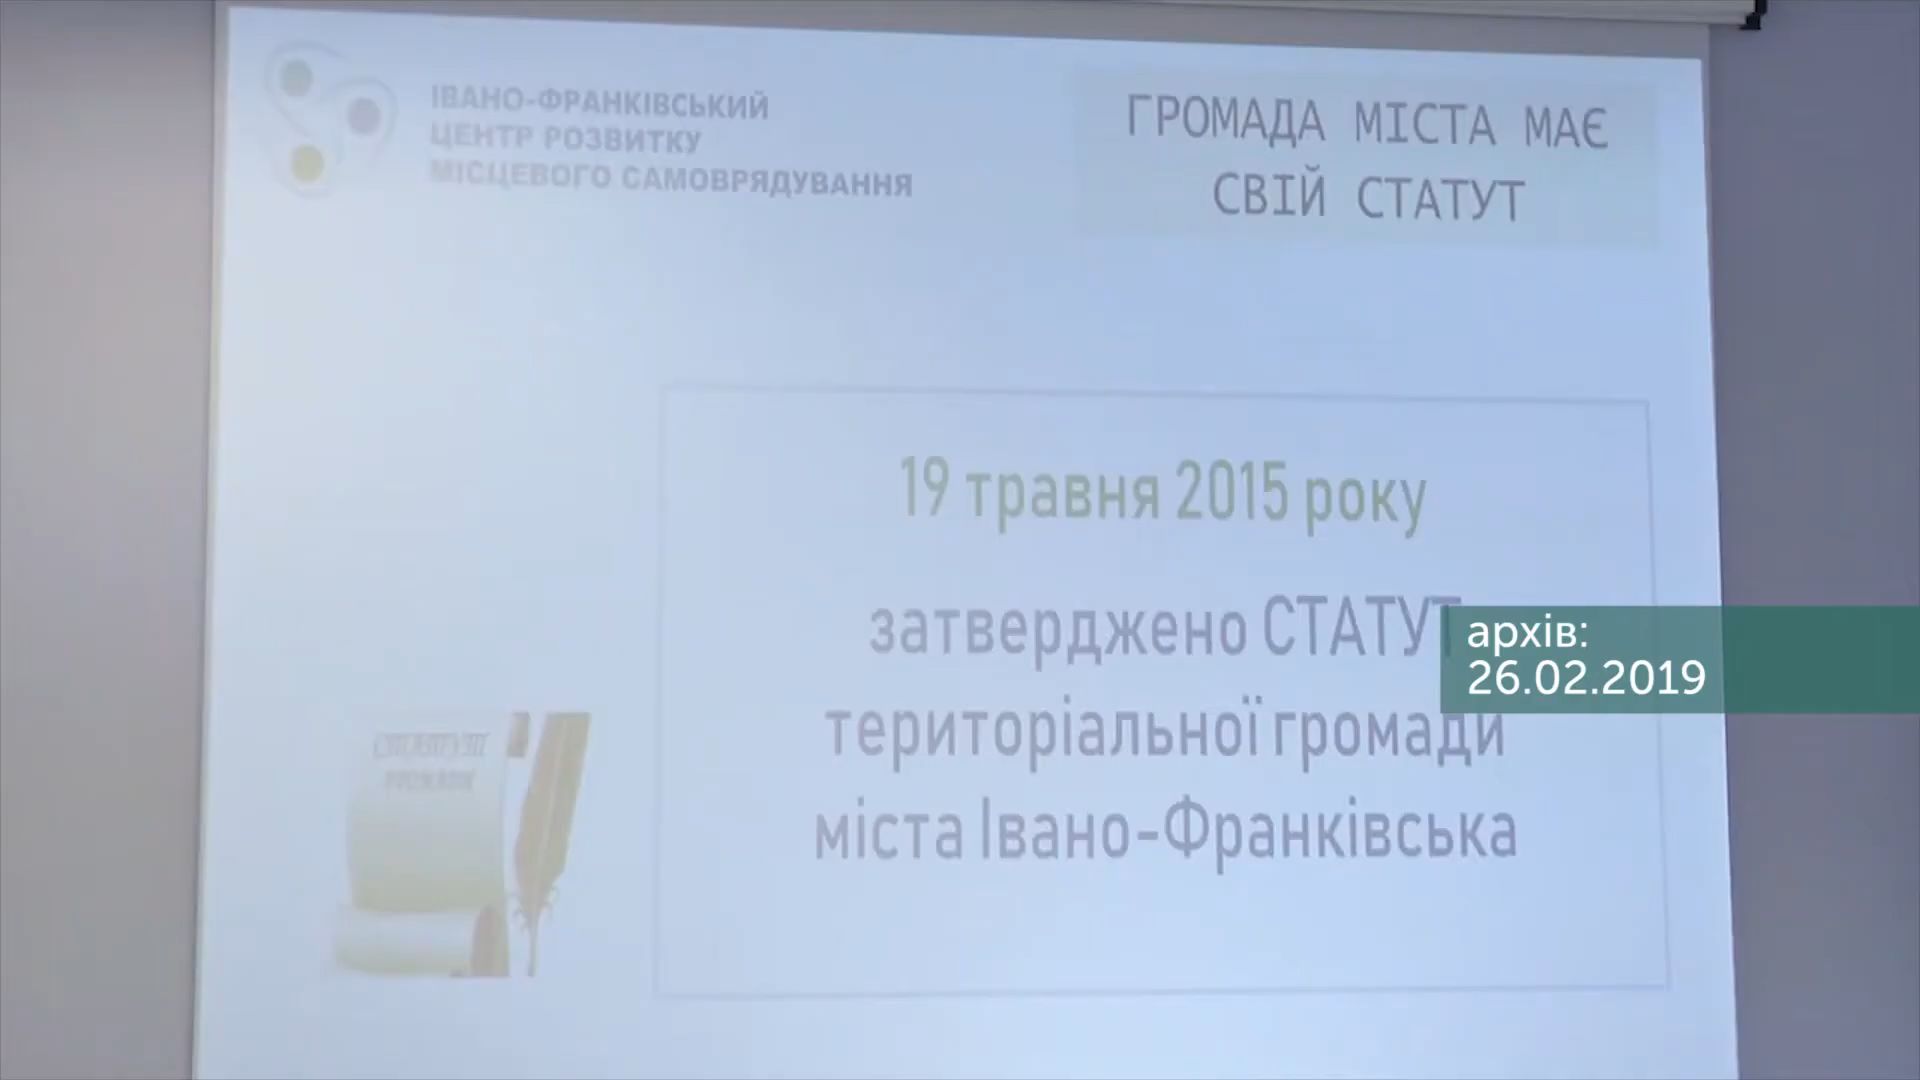 ІВАНО-ФРАНКІВСЬКИЙ
ЦЕНТР РОЗВИТКУ
МІСЦЕВОГО САМОВРЯДУВАННЯ
ГРОМАДА МІСТА МАЄ
СВІЙ СТАТУТ
19 травня 2015 року
затверджено СТАТУТ
територіальної громади
міста Івано-Франківська
архів:
26.02.2019